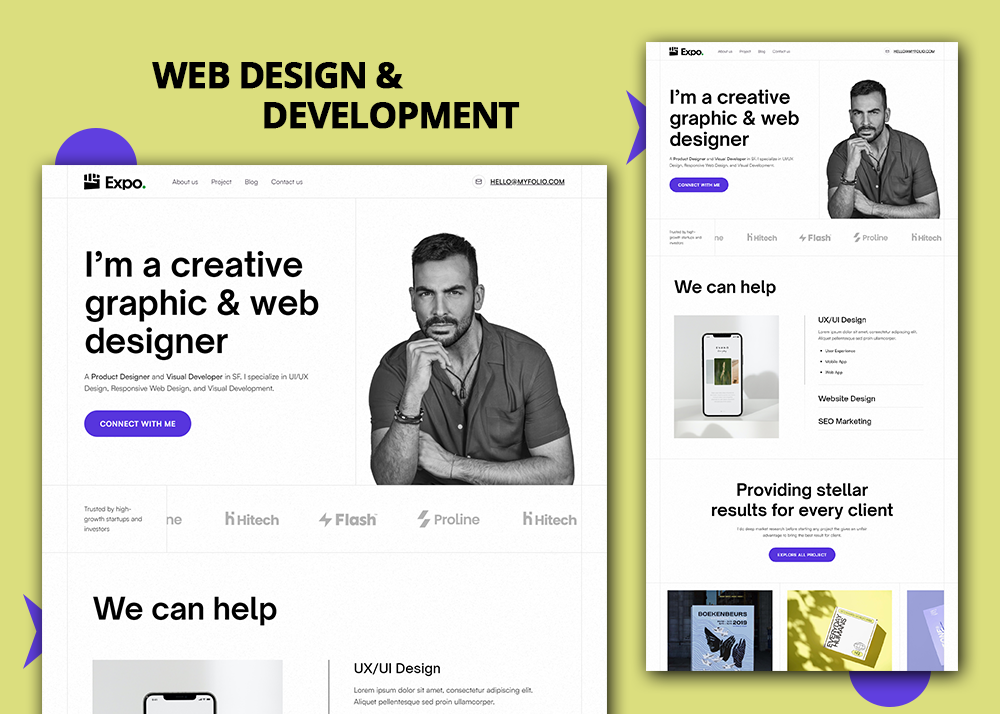 WEB DESIGN &
DEVELOPMENT
Expo.
About us Project Blog Contact us
HELLO@MYFOLIO.COM
I'm a creative
graphic & web
designer
A Product Designer and Visual Developer in SF, I specialize in UI/UX
Design, Responsive Web Design, and Visual Development.
CONNECT WITH ME
Trusted by high-
growth startups and
investors
ne Hitech Flash Proline Hitech
We can help
UX/UI Design
Lorem ipsum dolor sit amet, consectetur adipiscing elit.
Aliquet pellentesque sed proin ullamcorper.
Expo.
About us Project Blog Contact us
HELLO@MYFOLIO.COM
I'm a creative
graphic & web
designer
A Product Designer and Visual Developer in SF, I specialize in UI/UX
Design, Responsive Web Design, and Visual Development.
CONNECT WITH ME
Trusted by high-
growth startups and
investors
ne Hitech Flash Proline Hitech
We can help
UX/UI Design
Lorem ipsum dolor sit amet, consectetur adipiscing elit.
Aliquet pellentesque sed proin ullamcorper.
User Experience
Mobile App
Web App
Website Design
SEO Marketing
Providing stellar
results for every client
I do deep market research before starting any project the gives an unfair
advantage to bring the best result for client.
EXPLORE ALL PROJECT
BOEKENBEURS
2019
EVERYDAY
HUMANS